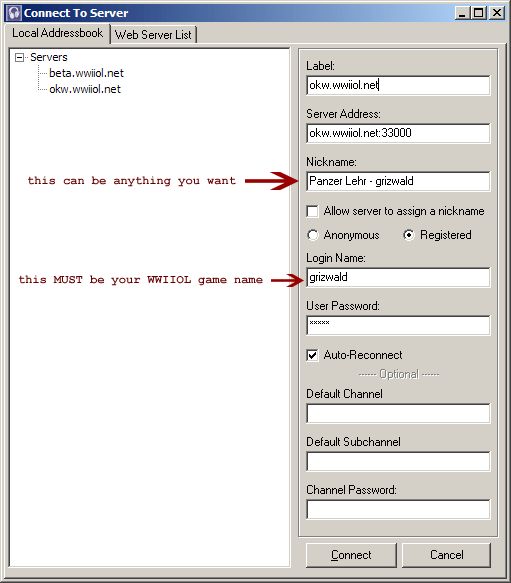 Connect To Server
Local Addressbook
Web Server List
Servers
beta.wwiiol.net
okw.wwiiol.net
Label:
okw.wwiiol.net
Server Address:
okw.wwiiol.net:33000
Nickname:
this can be anything you want
Panzer Lehr - grizwald
Allow server to assign a nickname
Anonymous
Registered
Login Name:
this MUST be your WWIIOL game name
grizwald
User Password:
*****
Auto-Reconnect
------ Optional ------
Default Channel
Default Subchannel
Channel Password:
Connect
Cancel